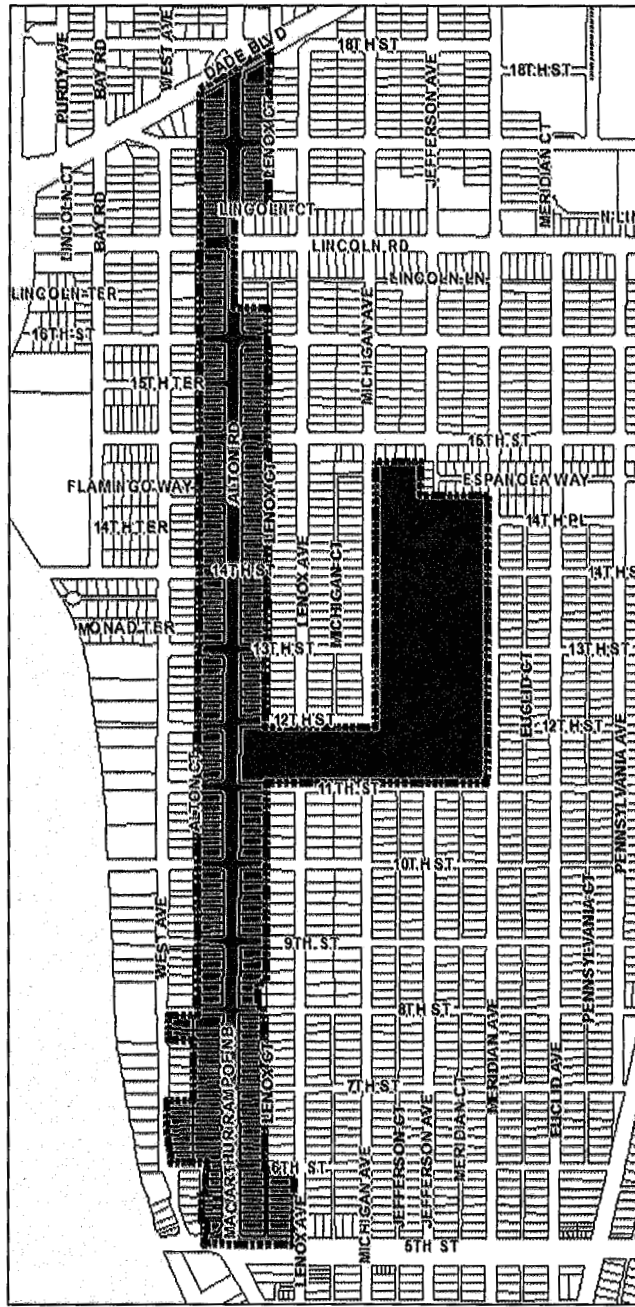 PURDY AVE
BAY RD
WEST AVE
DADE BLVD
18TH ST
18TH ST
LENOX CT
JEFFERSON AVE
MERIDIAN CT
LINCOLN CT
BAY RD
LINCOLN CT
N LIN
LINCOLN RD
LINCOLN LN
LINCOLN TER
16TH ST
MICHIGAN AVE
15TH TER
ALTON RD
15TH ST
ESPANOLA WAY
FLAMINGO WAY
LENOX CT
14TH PL
14TH TER
14TH ST
14TH S
LENOX AVE
MICHIGAN CT
MONAD TER
13TH ST
13TH ST
EUCLID CT
12TH ST
12TH ST
ALTON CT
11TH ST
PENNSYLVANIA AVE
10TH ST
WEST AVE
9TH ST
PENNSYLVANIA CT
8TH ST
MERIDIAN AVE
MACARTHUR RAMP OF NB
LENOX CT
EUCLID AVE
7TH ST
JEFFERSON CT
JEFFERSON AVE
MERIDIAN CT
6TH ST
LENOX AVE
MICHIGAN AVE
5TH ST